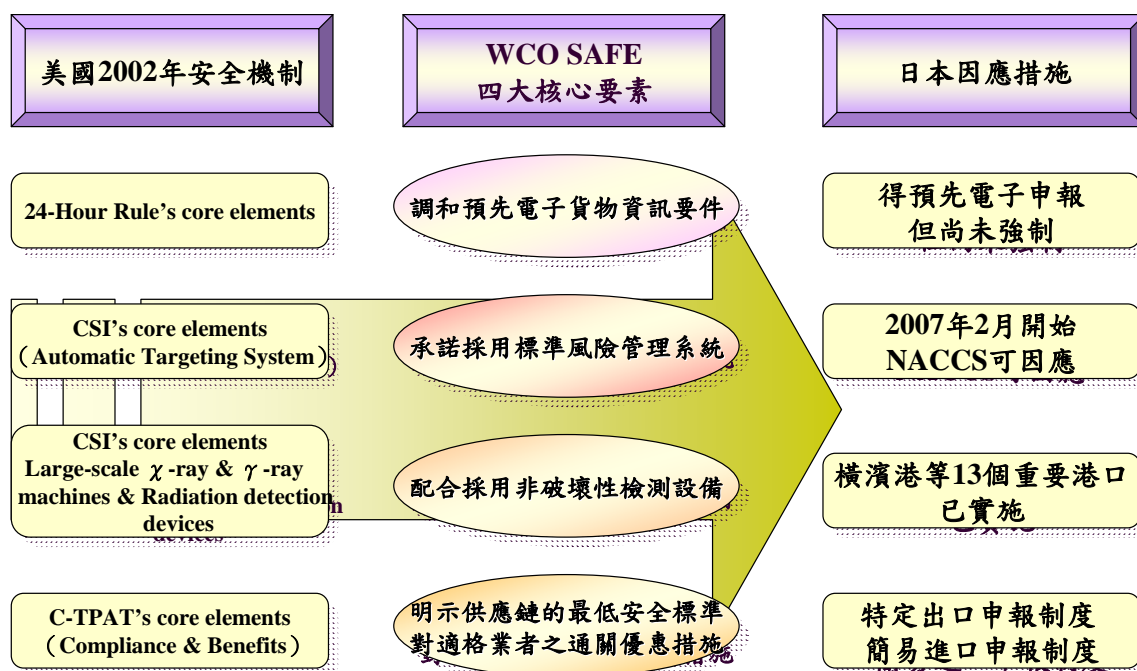 美國2002年安全機制
WCO SAFE
四大核心要素
日本因應措施
24-Hour Rule's core elements
調和預先電子貨物資訊要件
得預先電子申報
但尚未強制
CSI's core elements
（Automatic Targeting System）
承諾採用標準風險管理系統
2007年2月開始
NACCS可因應
CSI's core elements
Large-scale χ-ray & γ-ray
machines & Radiation detection
devices
配合採用非破壞性檢測設備
橫濱港等13個重要港口
已實施
C-TPAT's core elements
（Compliance & Benefits）
明示供應鏈的最低安全標準
對適格業者之通關優惠措施
特定出口申報制度
簡易進口申報制度